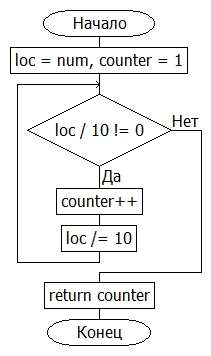 Начало
loc = num, counter = 1
loc / 10 != 0
Нет
Да
counter++
loc /= 10
return counter
Конец